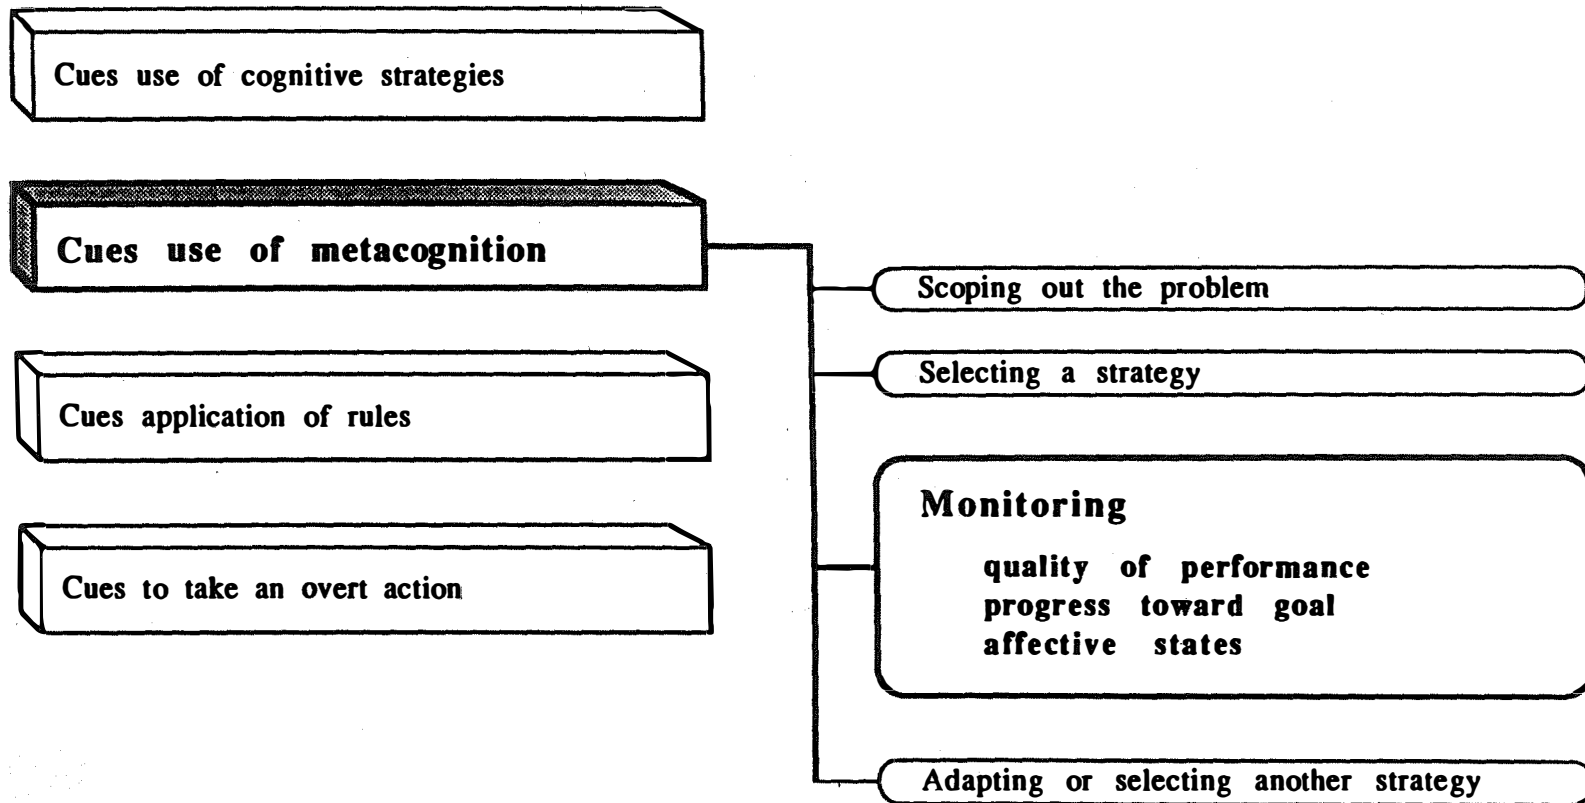 Cues use of cognitive strategies
Cues use of metacognition
Cues application of rules
Cues to take an overt action
Scoping out the problem
Selecting a strategy
Monitoring
quality of performance
progress toward goal
affective states
Adapting or selecting another strategy